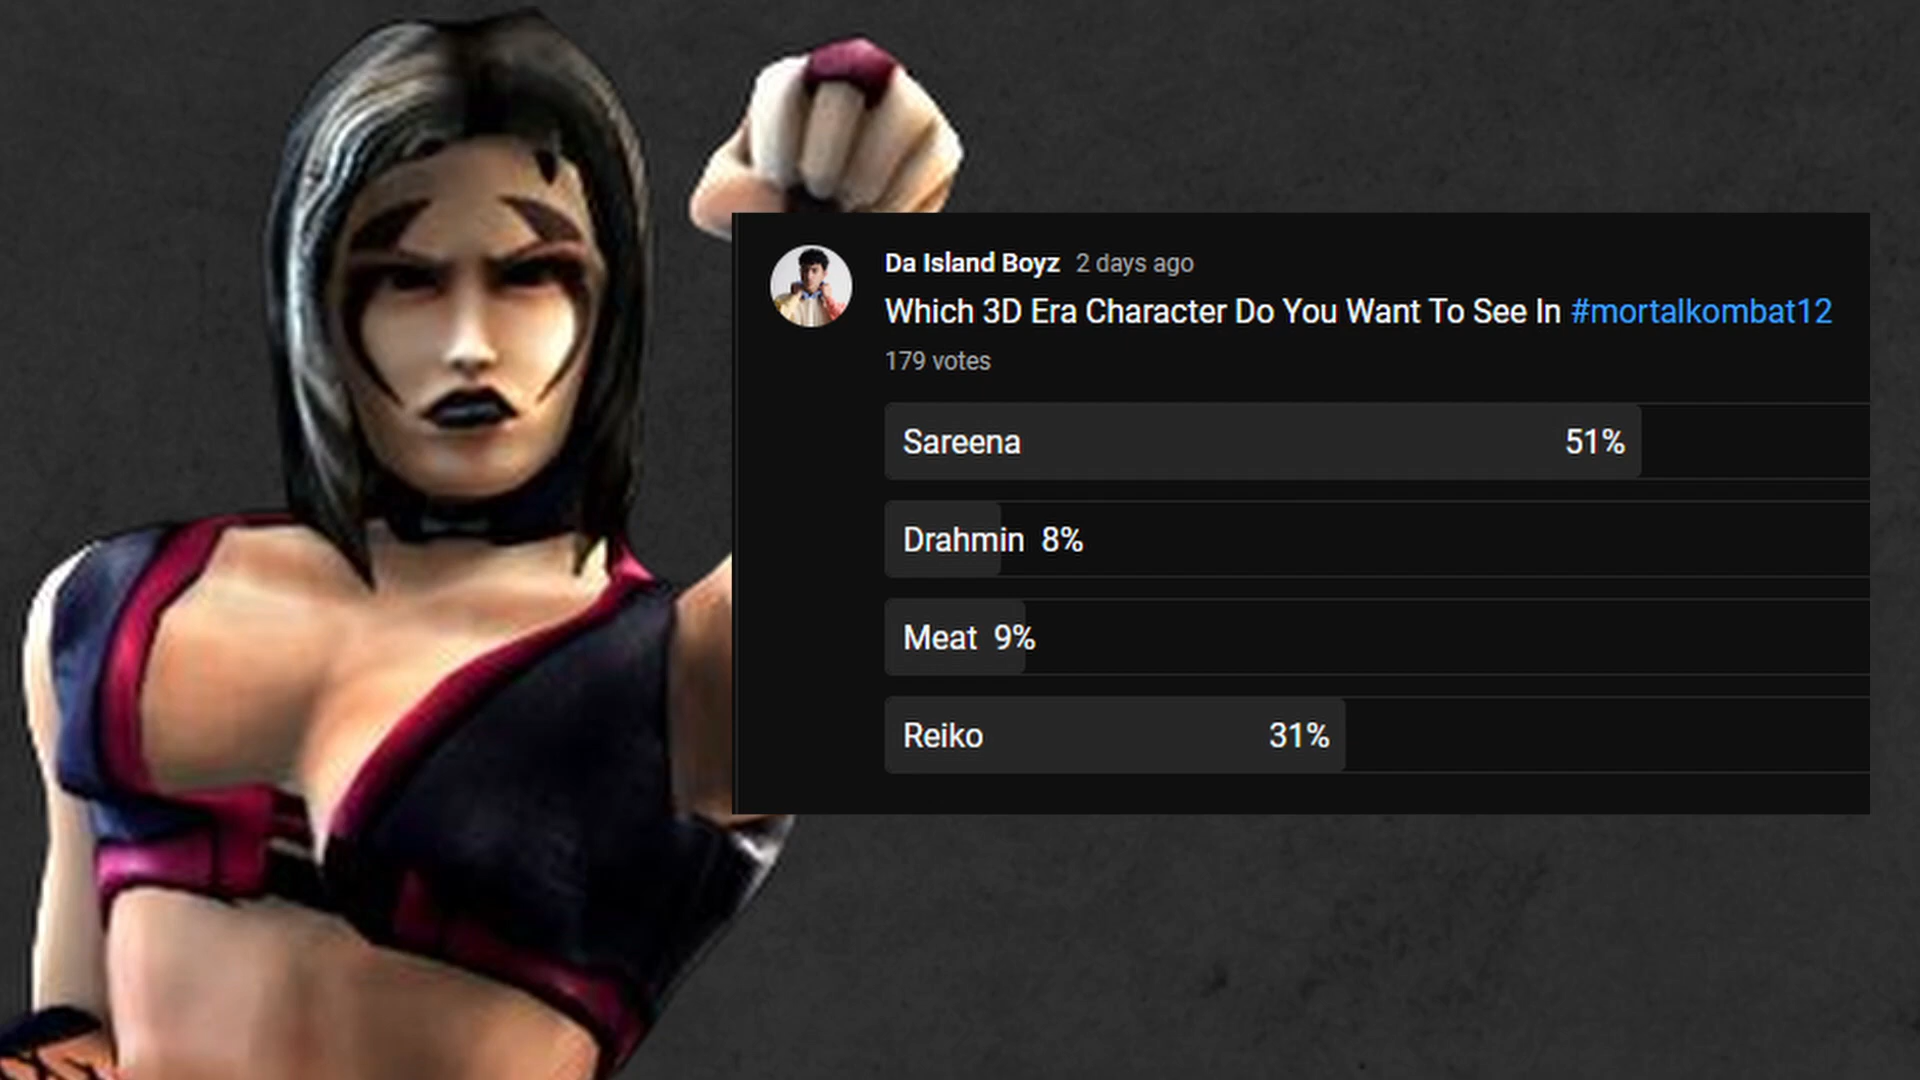 Da Island Boyz 2 days ago
Which 3D Era Character Do You Want To See In #mortalkombat12
179 votes
Sareena 51%
Drahmin 8%
Meat 9%
Reiko 31%